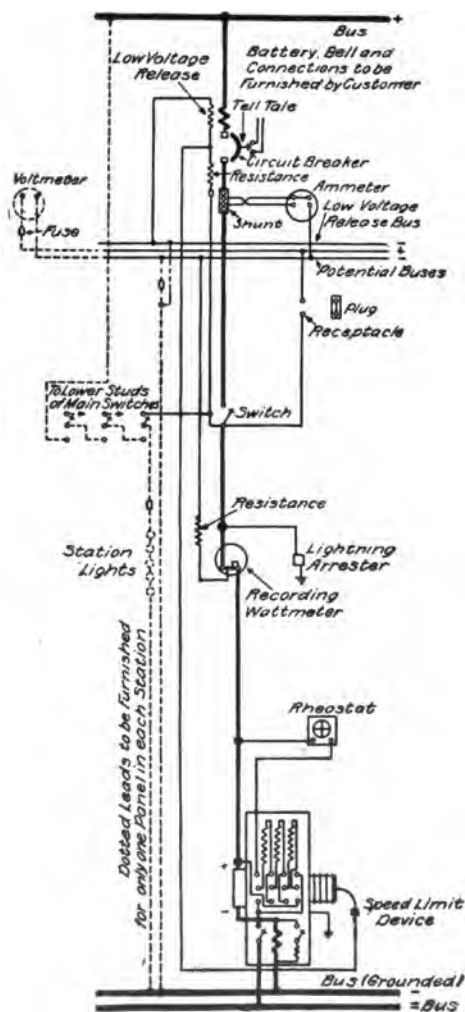 Bus +
Low Voltage
Release
Battery, Bell and
Connections to be
Furnished by Customer
Tell Tale
Circuit Breaker
Resistance
Voltmeter
Ammeter
Low Voltage
Release Bus
Shunt
Fuse
Potential Buses
Plug
Receptacle
To Lower Studs
of Main Switches
Switch
Resistance
Station
Lights
Lightning
Arrester
Recording
Wattmeter
Dotted Leads to be Furnished
for only one Panel in each Station
Rheostat
+
-
Speed Limit
Device
Bus (Grounded) -
=Bus =